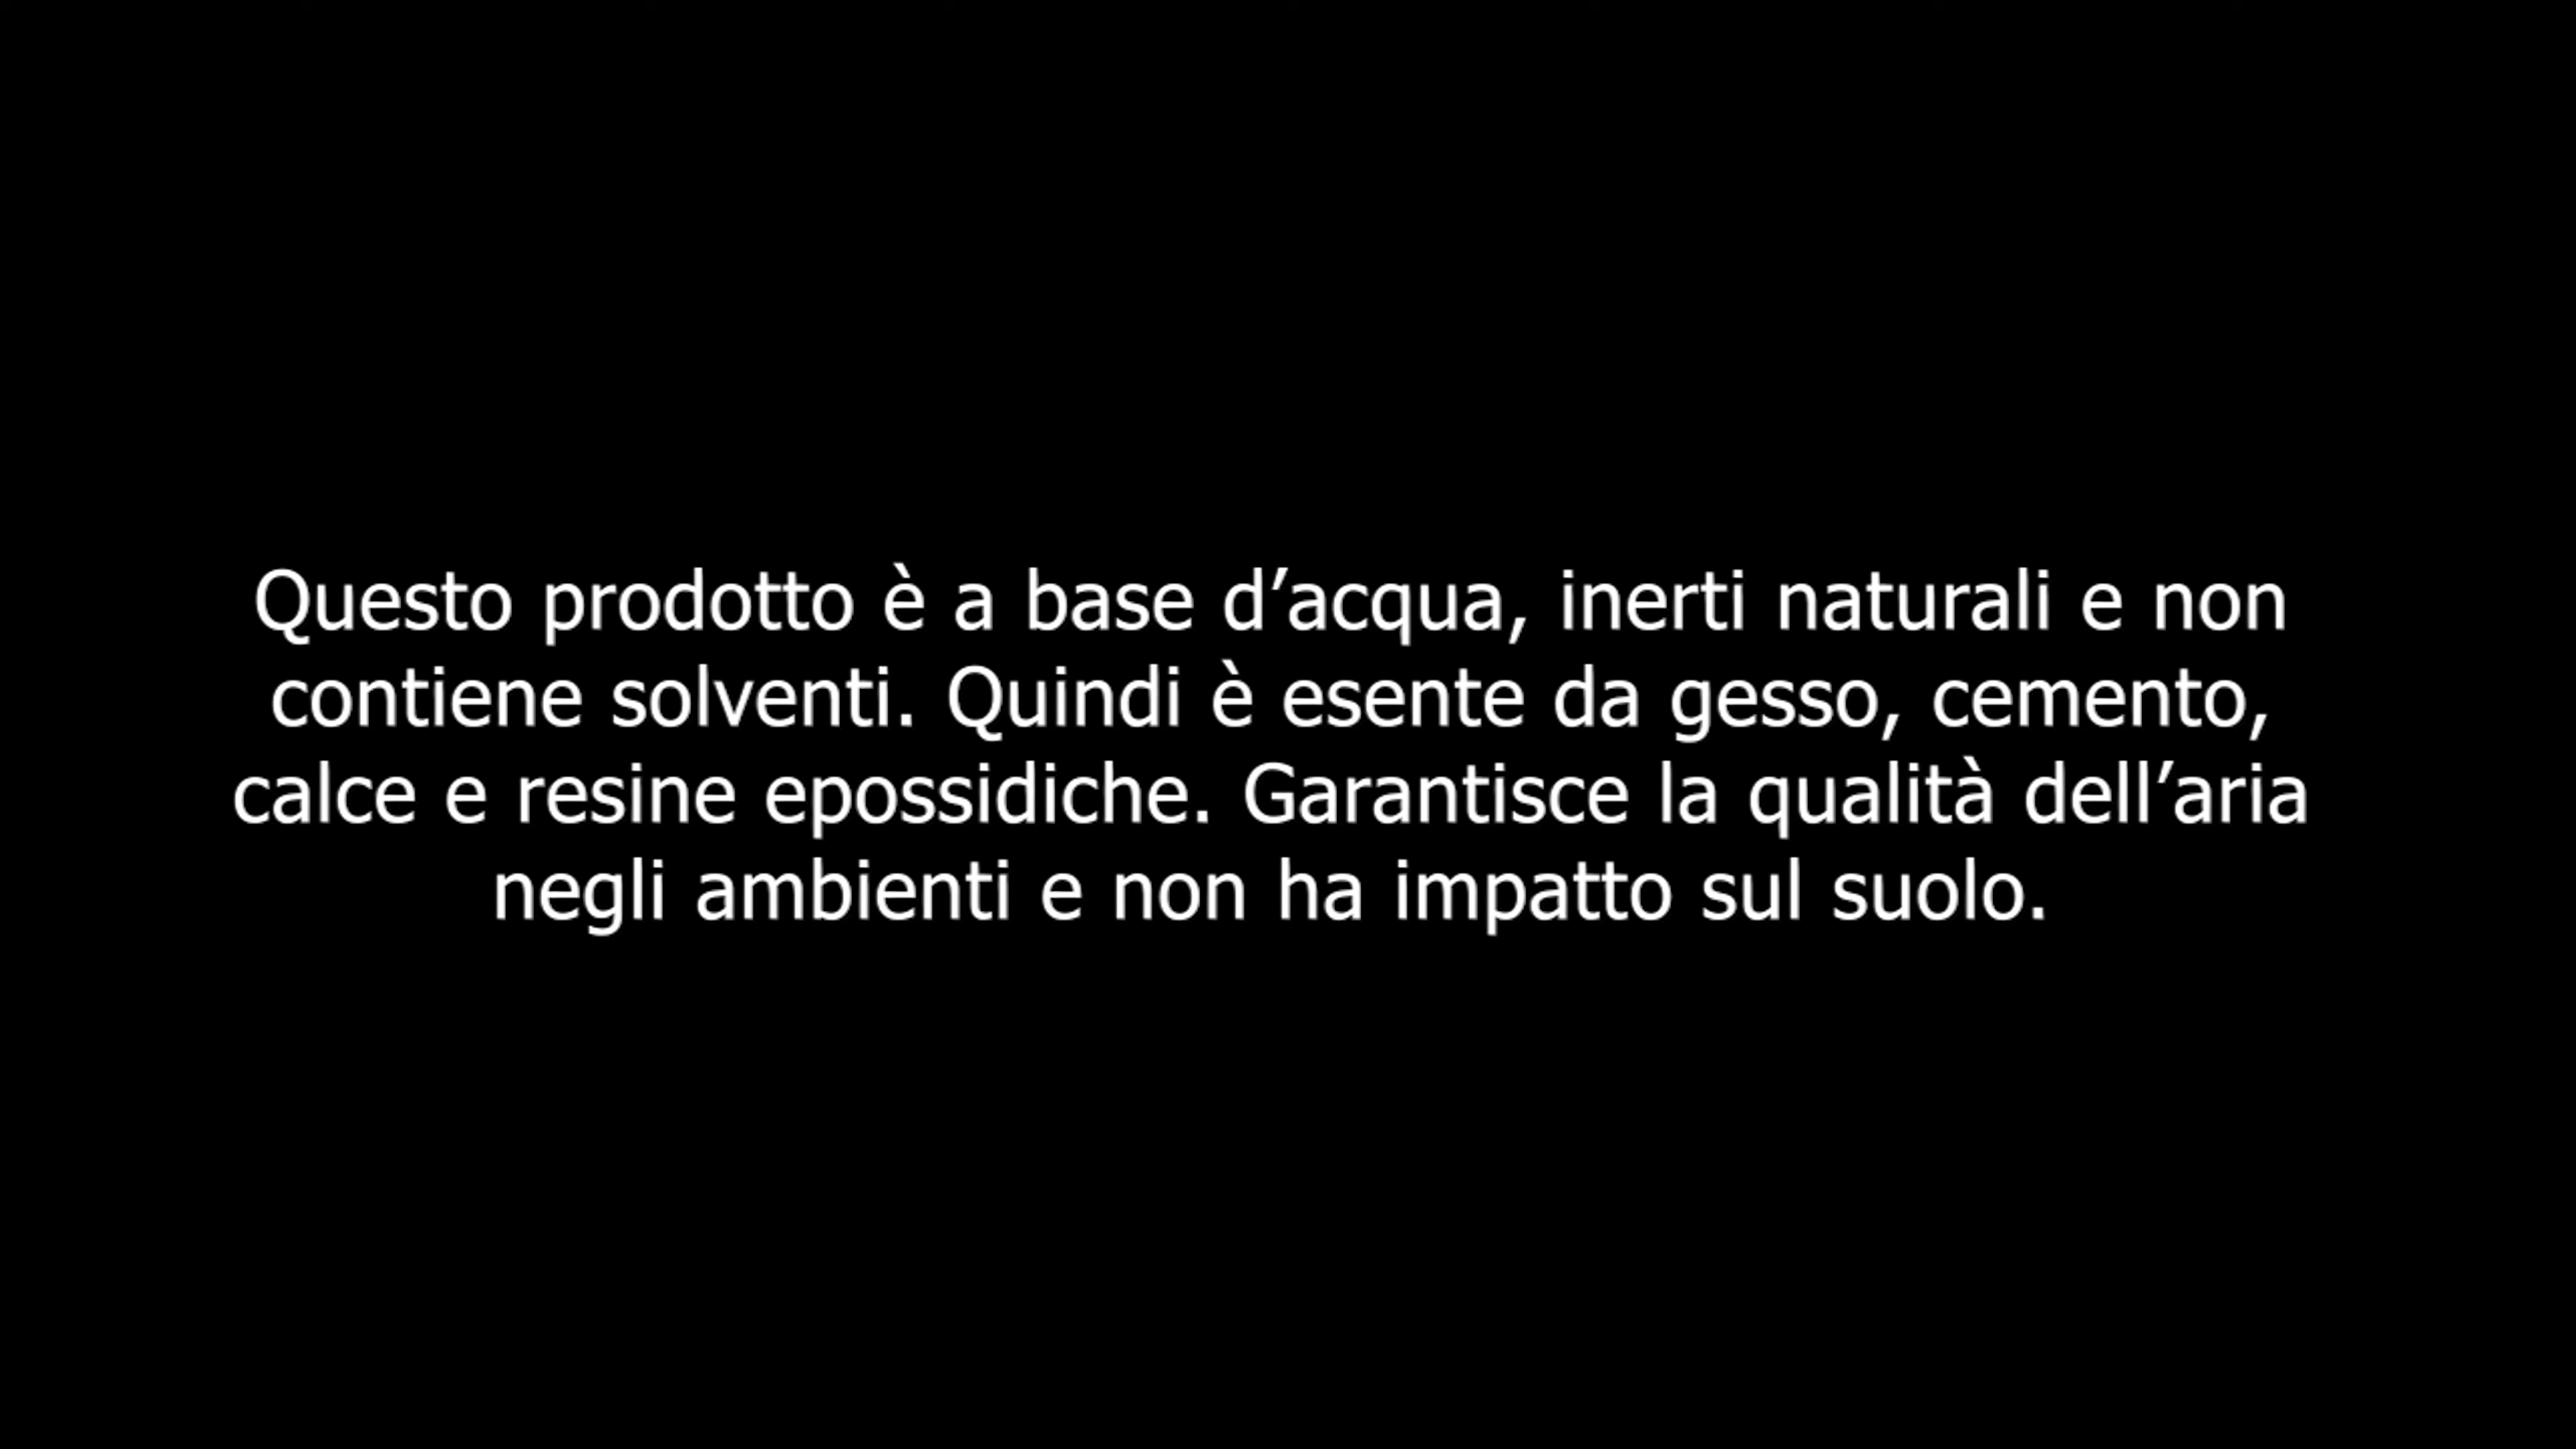 Questo prodotto è a base d’acqua, inerti naturali e non
contiene solventi. Quindi è esente da gesso, cemento,
calce e resine epossidiche. Garantisce la qualità dell’aria
negli ambienti e non ha impatto sul suolo.